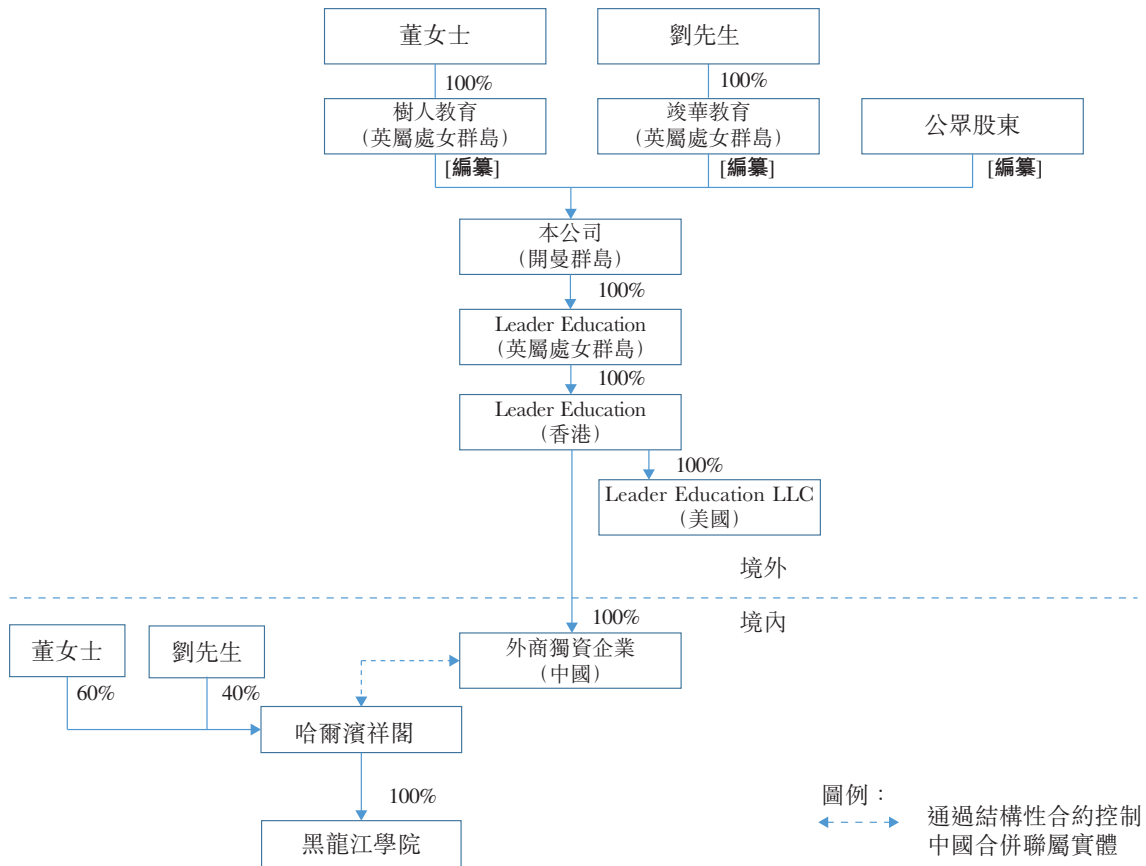 董女士
劉先生
100%
100%
樹人教育
(英屬處女群島)
竣華教育
(英屬處女群島)
公眾股東
[編纂]
[編纂]
[編纂]
本公司
(開曼群島)
100%
Leader Education
(英屬處女群島)
100%
Leader Education
(香港)
100%
Leader Education LLC
(美國)
境外
境內
100%
外商獨資企業
(中國)
董女士
劉先生
60%
40%
哈爾濱祥閣
100%
黑龍江學院
圖例：
通過結構性合約控制
中國合併聯屬實體